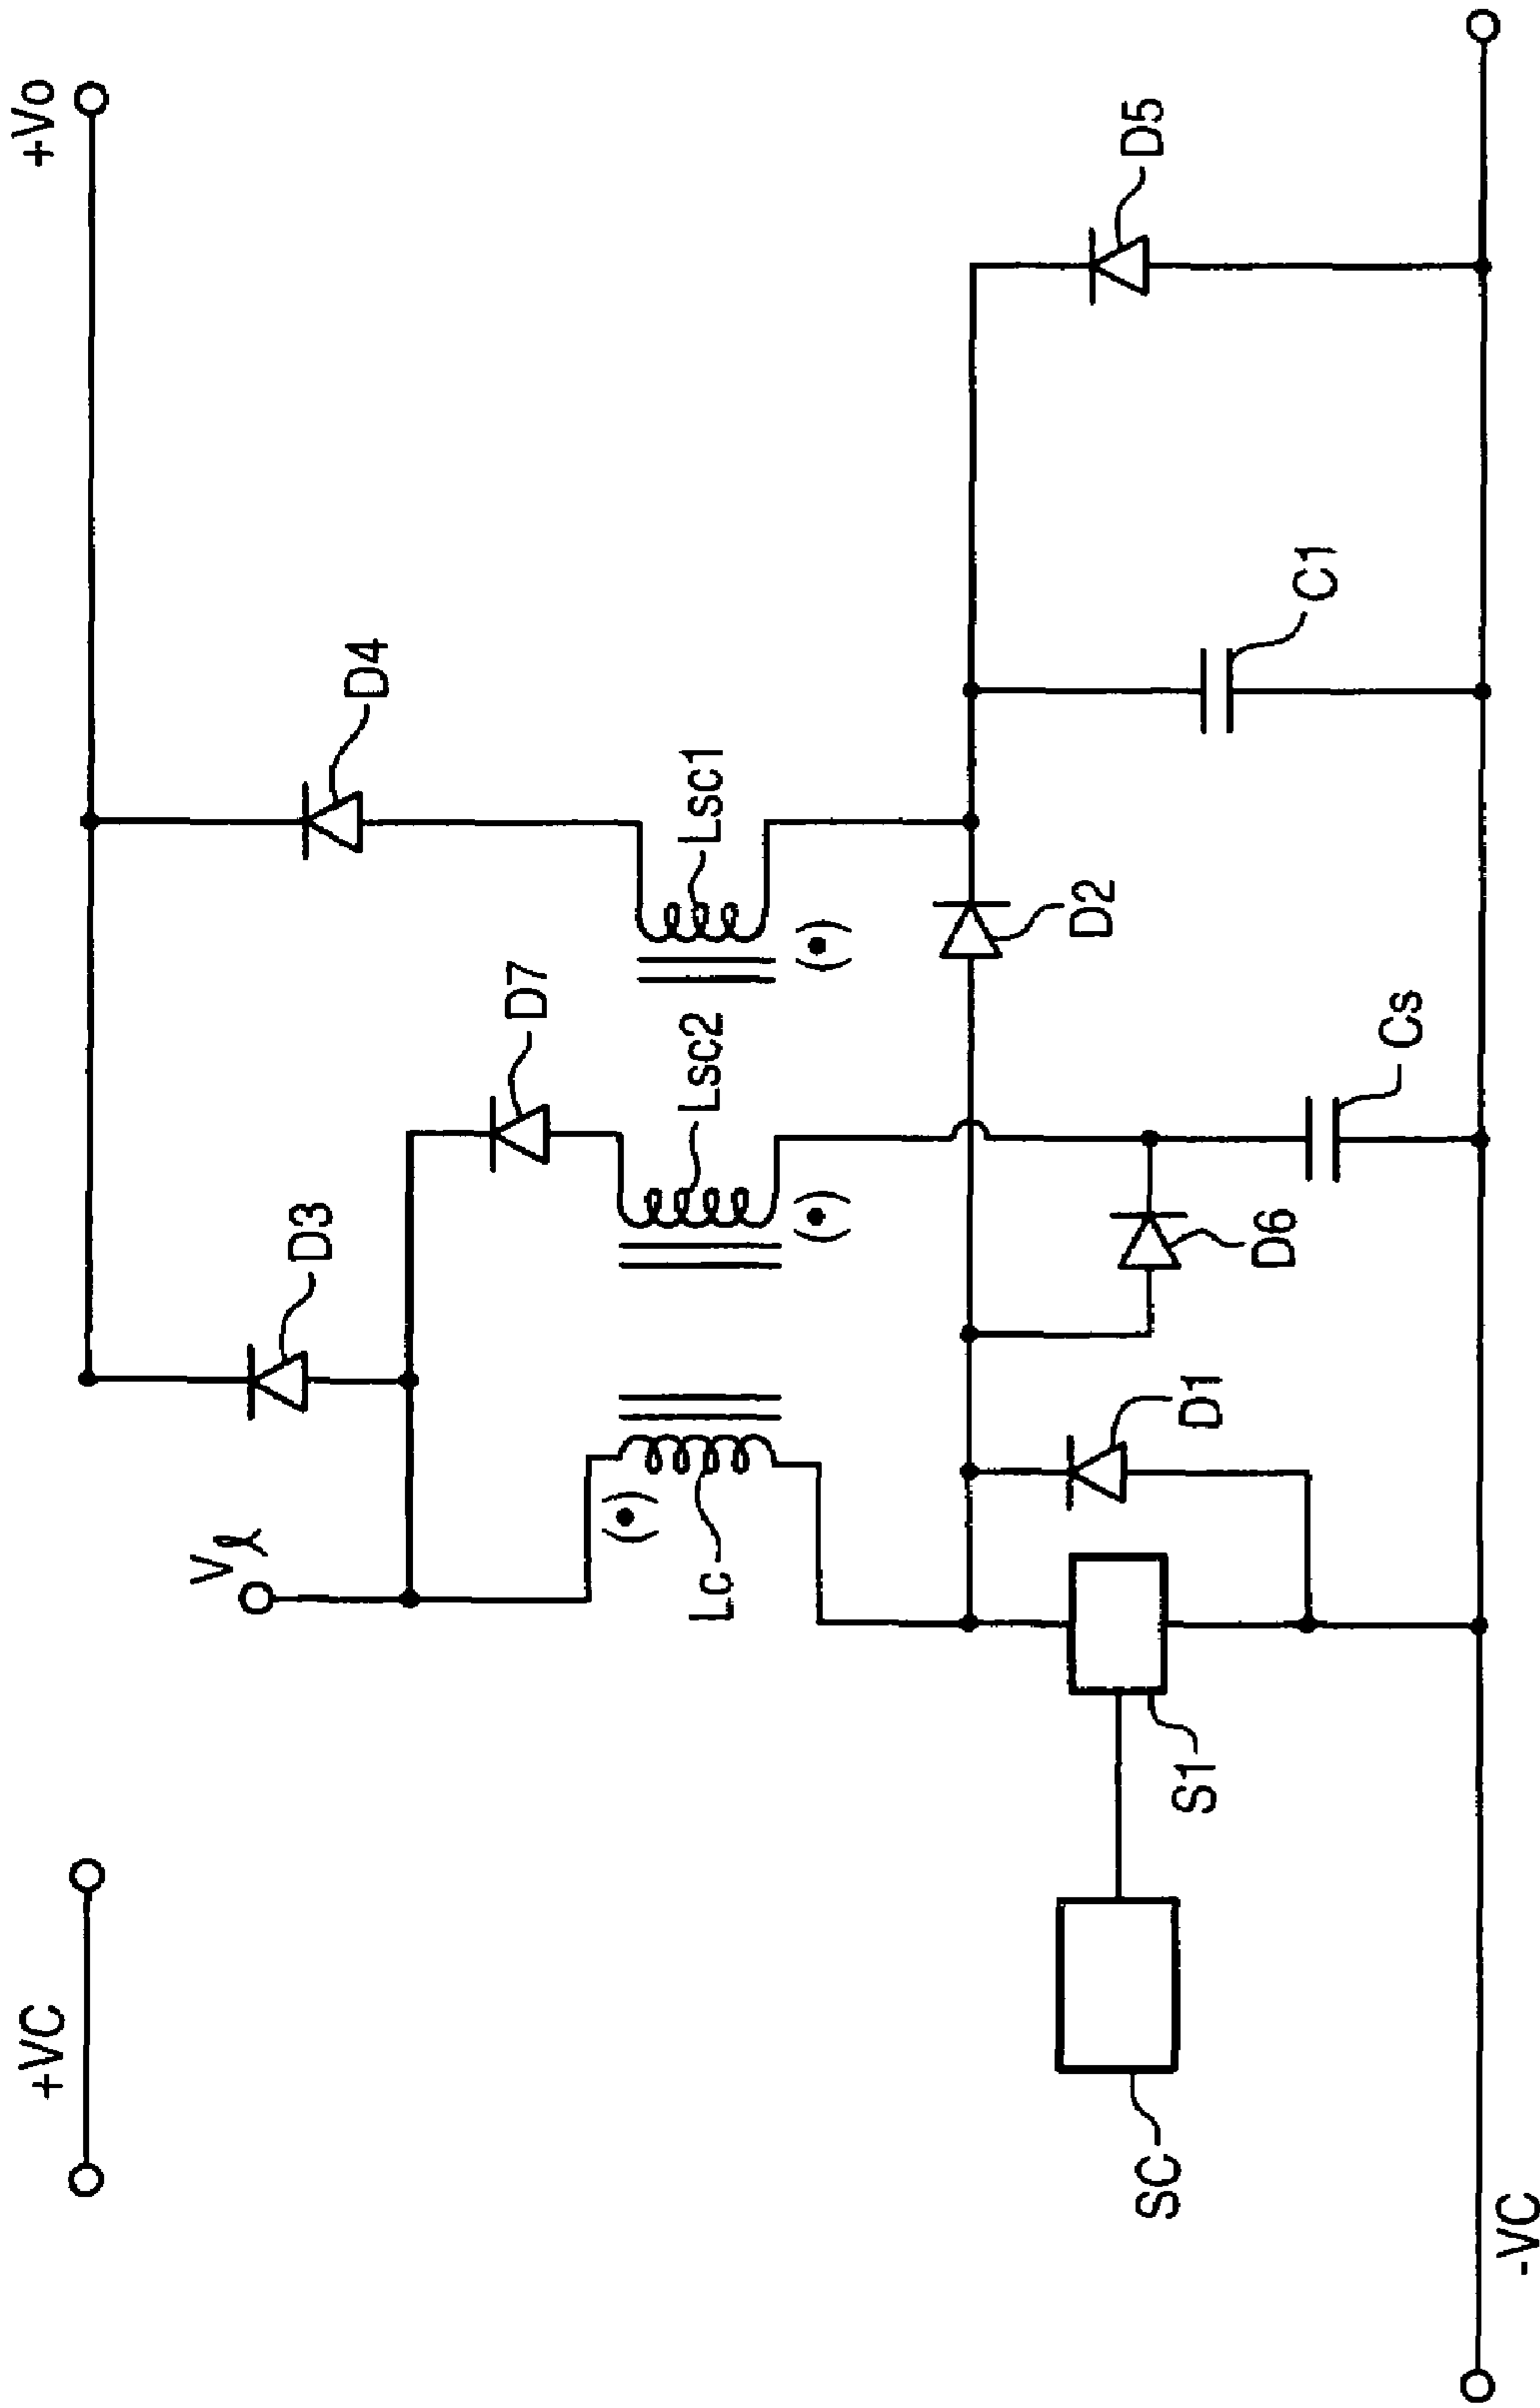 +VC
+Vo
Vℓ
D3
D4
D7
Lc
(•)
Lsc2
(•)
Lsc1
(•)
D2
D5
D1
D6
S1
SC
Cs
C1
-VC